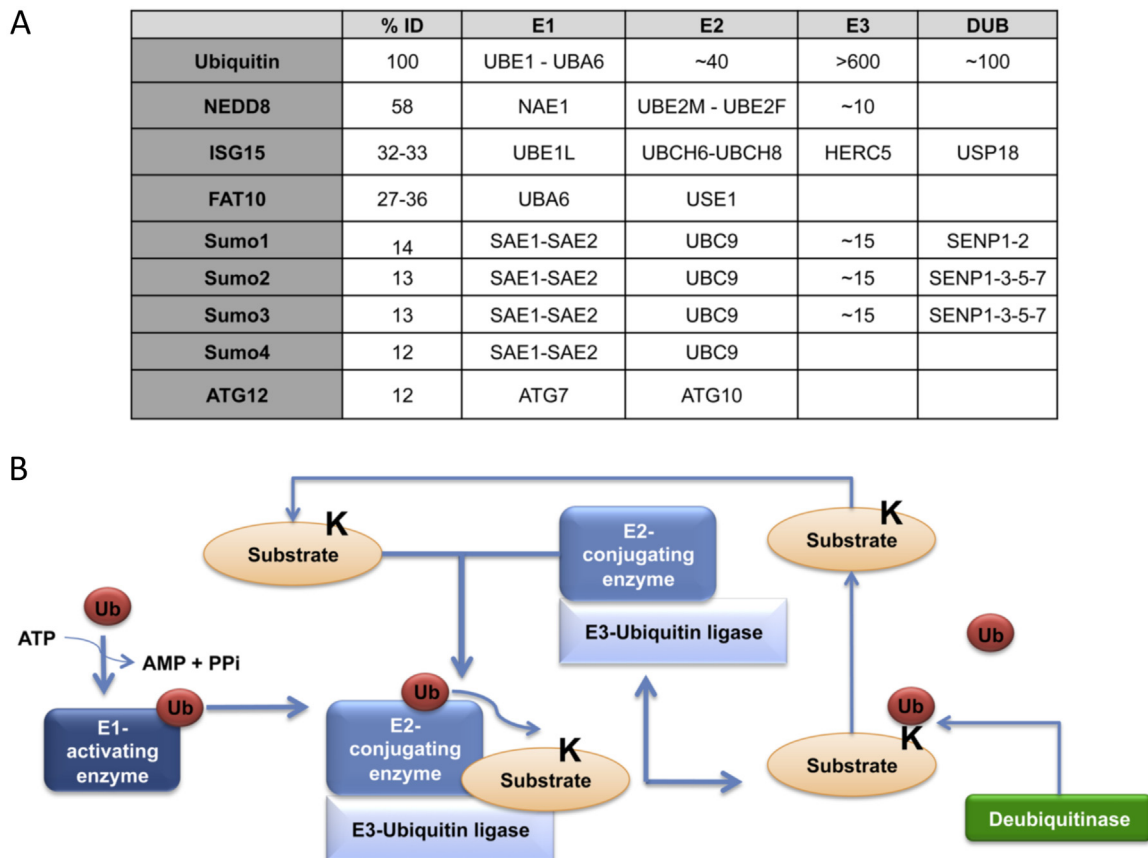 A
% ID E1 E2 E3 DUB
Ubiquitin 100 UBE1 - UBA6 ~40 >600 ~100
NEDD8 58 NAE1 UBE2M - UBE2F ~10
ISG15 32-33 UBE1L UBCH6-UBCH8 HERC5 USP18
FAT10 27-36 UBA6 USE1
Sumo1 14 SAE1-SAE2 UBC9 ~15 SENP1-2
Sumo2 13 SAE1-SAE2 UBC9 ~15 SENP1-3-5-7
Sumo3 13 SAE1-SAE2 UBC9 ~15 SENP1-3-5-7
Sumo4 12 SAE1-SAE2 UBC9
ATG12 12 ATG7 ATG10
B
K
Substrate
E2-
conjugating
enzyme
E3-Ubiquitin ligase
K
Substrate
Ub
ATP
AMP + PPi
Ub
E1-
activating
enzyme
Ub
E2-
conjugating
enzyme
K
Substrate
E3-Ubiquitin ligase
Ub
Ub
K
Substrate
Deubiquitinase